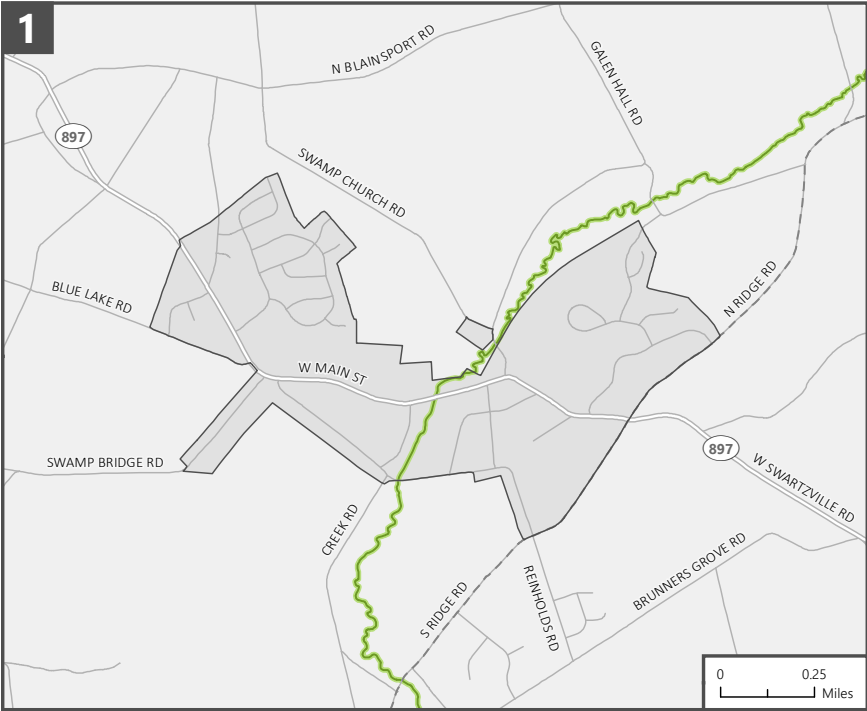 1
N BLAINSPORT RD
GALEN HALL RD
897
SWAMP CHURCH RD
BLUE LAKE RD
N RIDGE RD
W MAIN ST
SWAMP BRIDGE RD
897
W SWARTZVILLE RD
CREEK RD
BRUNNERS GROVE RD
S RIDGE RD
REINHOLDS RD
0 0.25
Miles